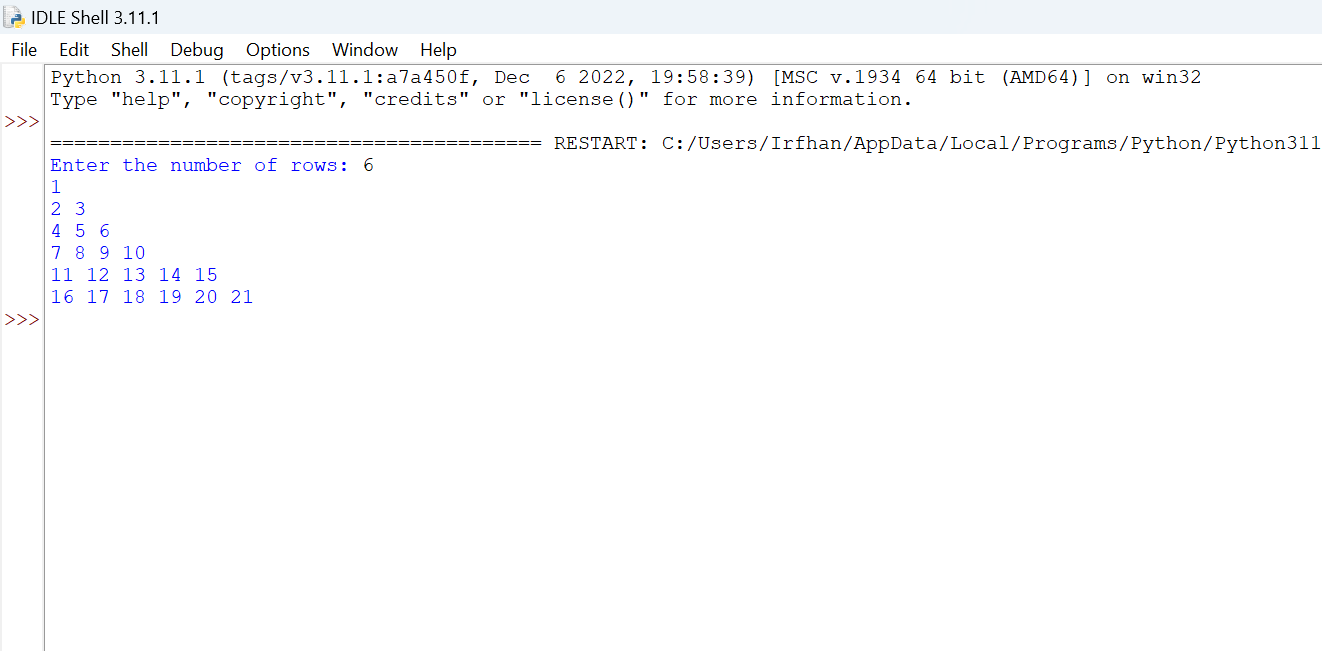 IDLE Shell 3.11.1
File Edit Shell Debug Options Window Help
Python 3.11.1 (tags/v3.11.1:a7a450f, Dec  6 2022, 19:58:39) [MSC v.1934 64 bit (AMD64)] on win32
Type "help", "copyright", "credits" or "license()" for more information.
>>>
========================================= RESTART: C:/Users/Irfhan/AppData/Local/Programs/Python/Python311
Enter the number of rows: 6
1
2 3
4 5 6
7 8 9 10
11 12 13 14 15
16 17 18 19 20 21
>>>